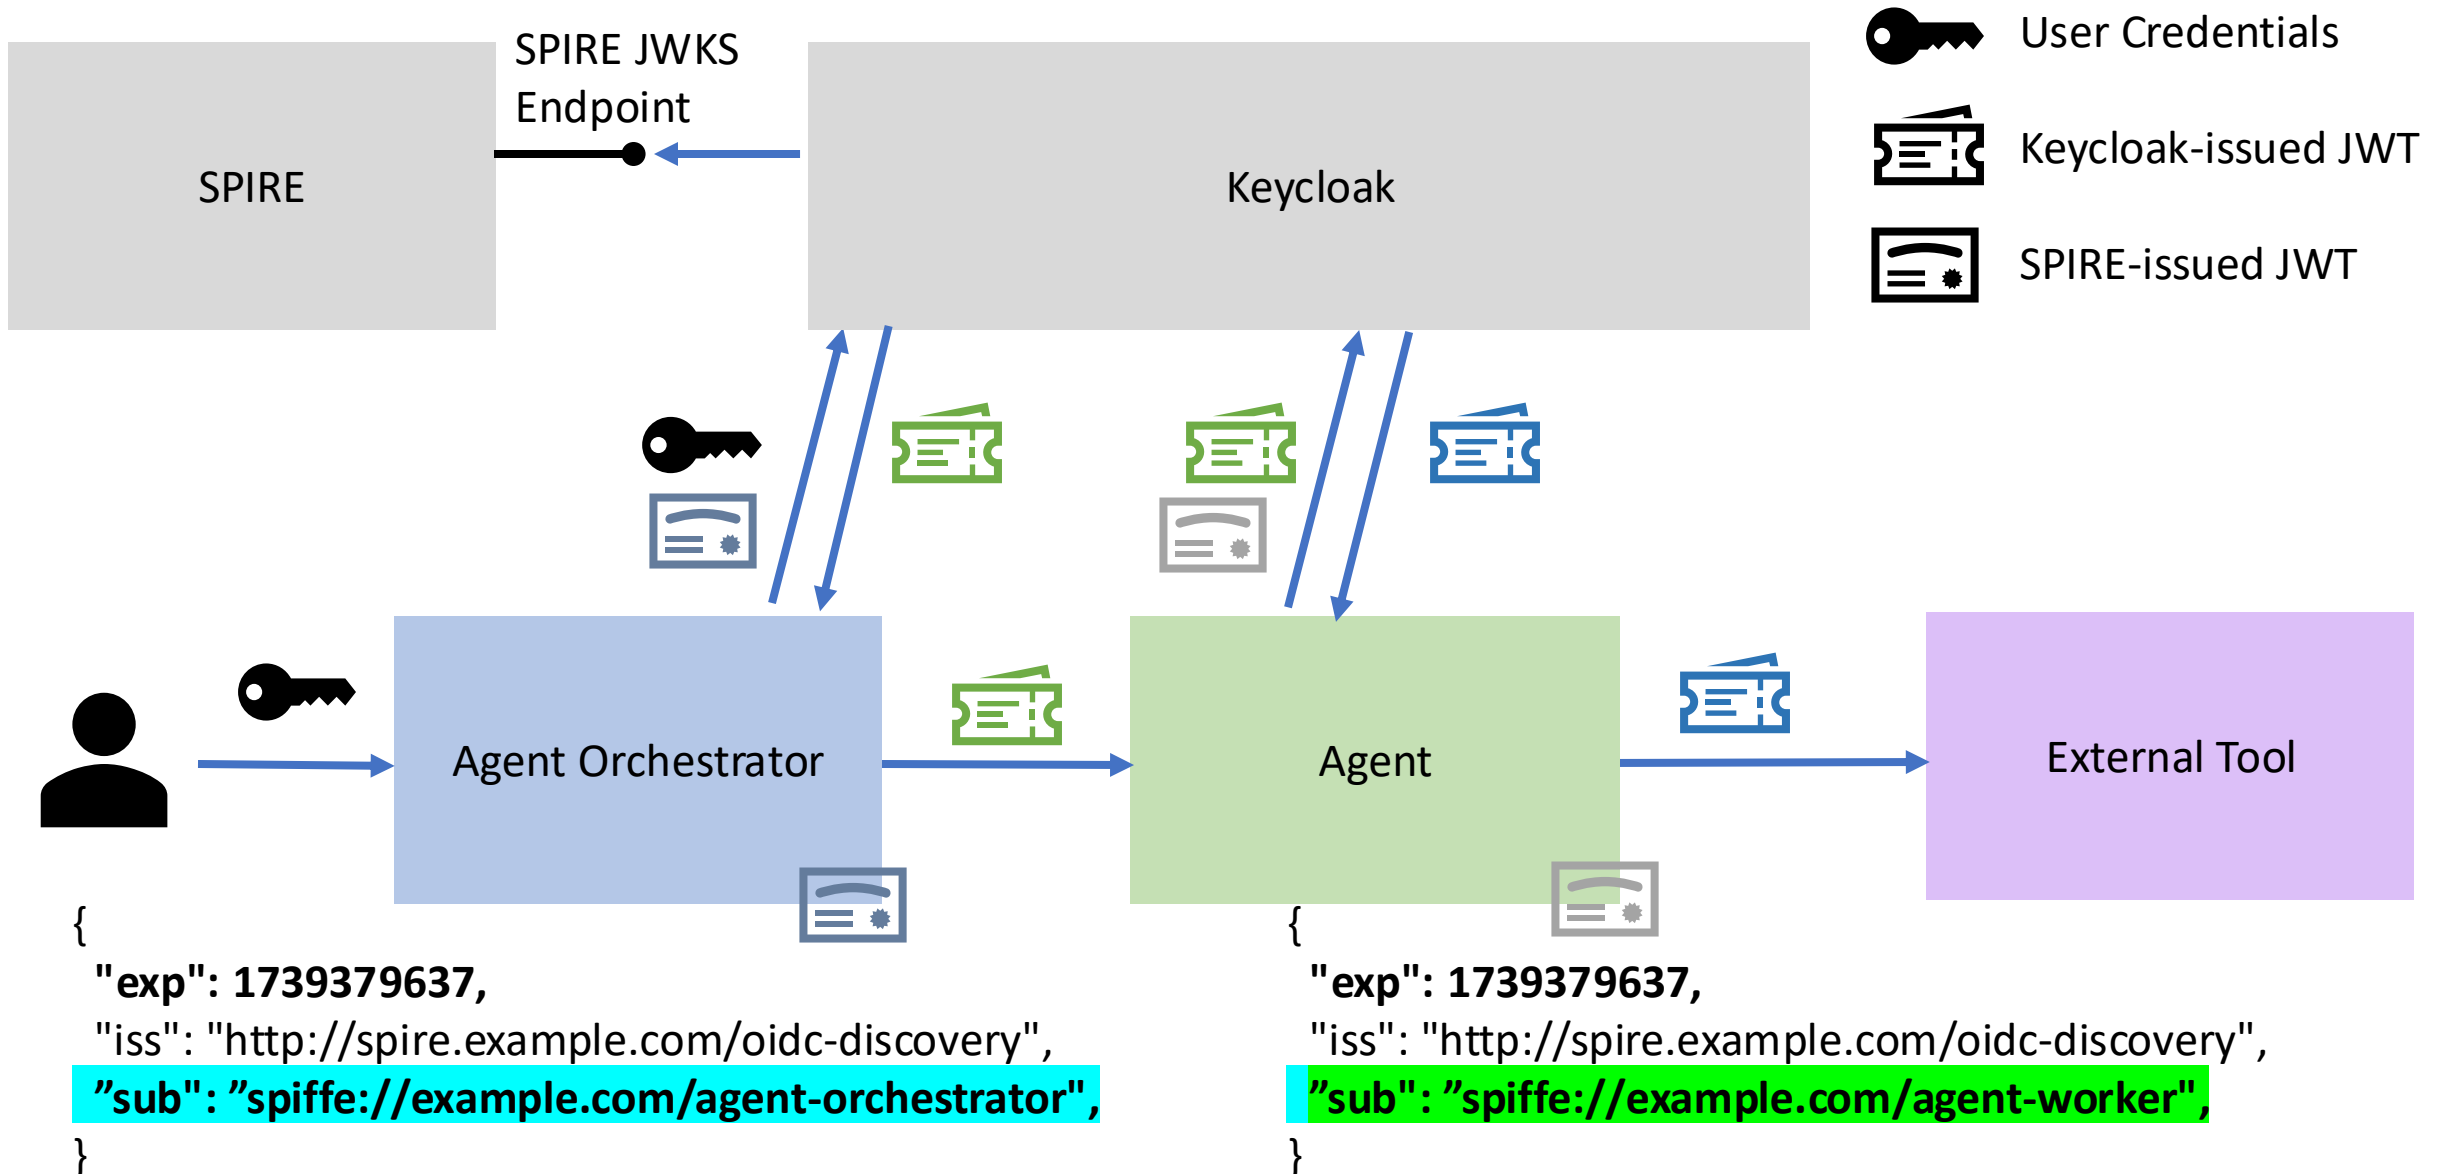 SPIRE JWKS
Endpoint
SPIRE
Keycloak
User Credentials
Keycloak-issued JWT
SPIRE-issued JWT
Agent Orchestrator
Agent
External Tool
{
"exp": 1739379637,
"iss": "http://spire.example.com/oidc-discovery",
”sub": ”spiffe://example.com/agent-orchestrator",
}
{
"exp": 1739379637,
"iss": "http://spire.example.com/oidc-discovery",
”sub": ”spiffe://example.com/agent-worker",
}